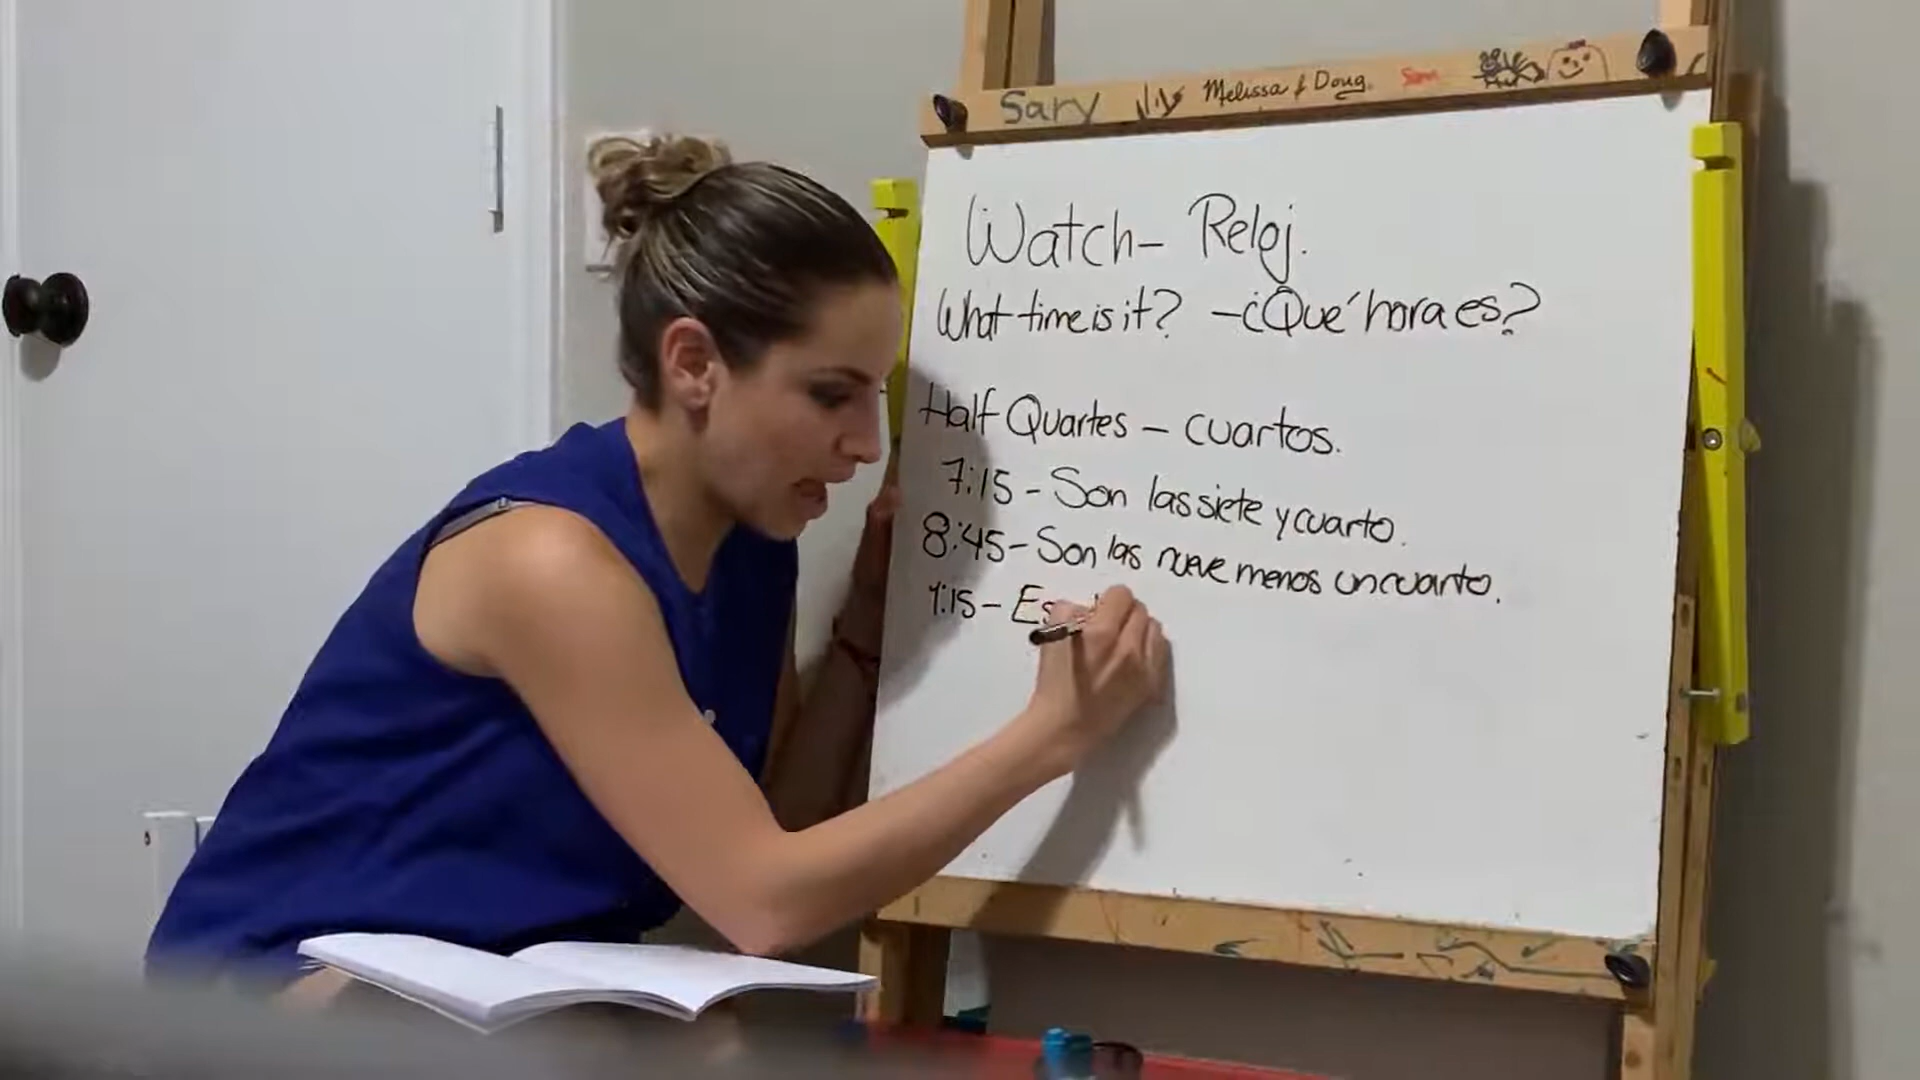 Sary Melissa & Doug. Sam
Watch - Reloj.
What time is it? - ¿Qué hora es?
Half Quartes - cuartos.
7:15 - Son las siete y cuarto.
8:45 - Son las nueve menos un cuarto.
1:15 - Es